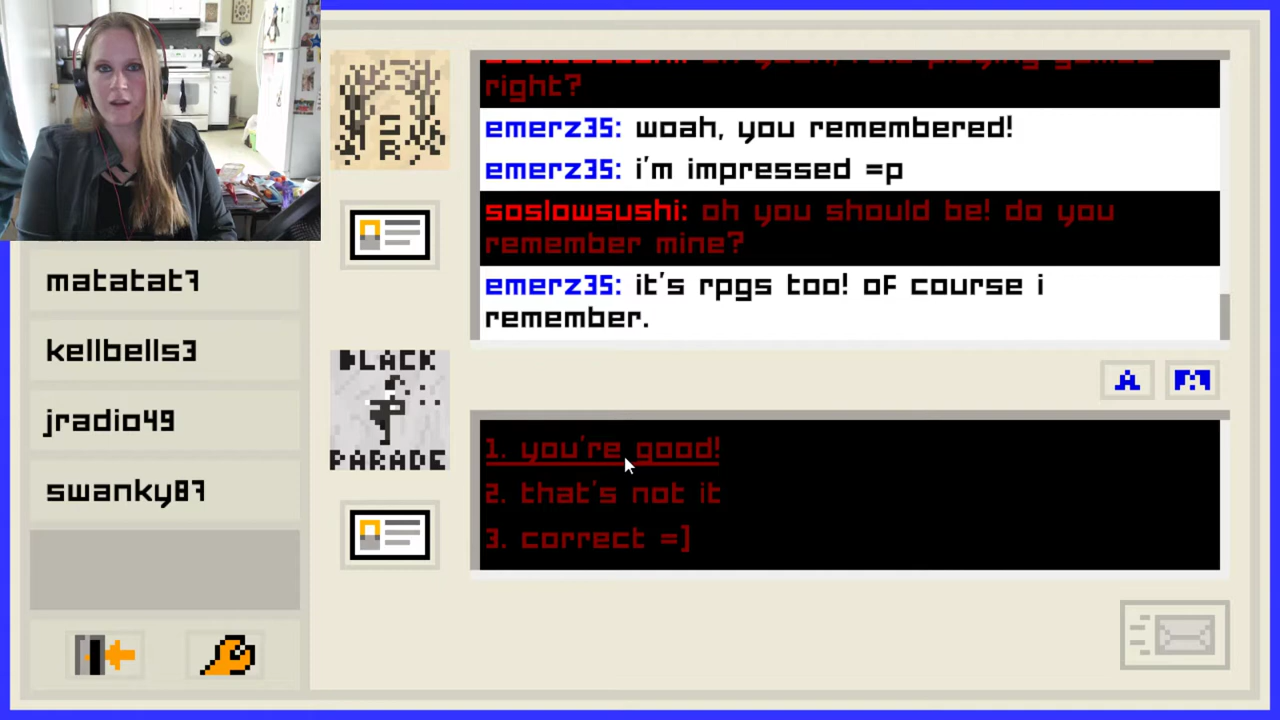 right?
emerz35: woah, you remembered!
emerz35: i'm impressed =p
soslowsushi: oh you should be! do you
remember mine?
emerz35: it's rpgs too! of course i
remember.
matatat7
kellbells3
jradio49
swanky87
BLACK
PARADE
A
1. you're good!
2. that's not it
3. correct =]